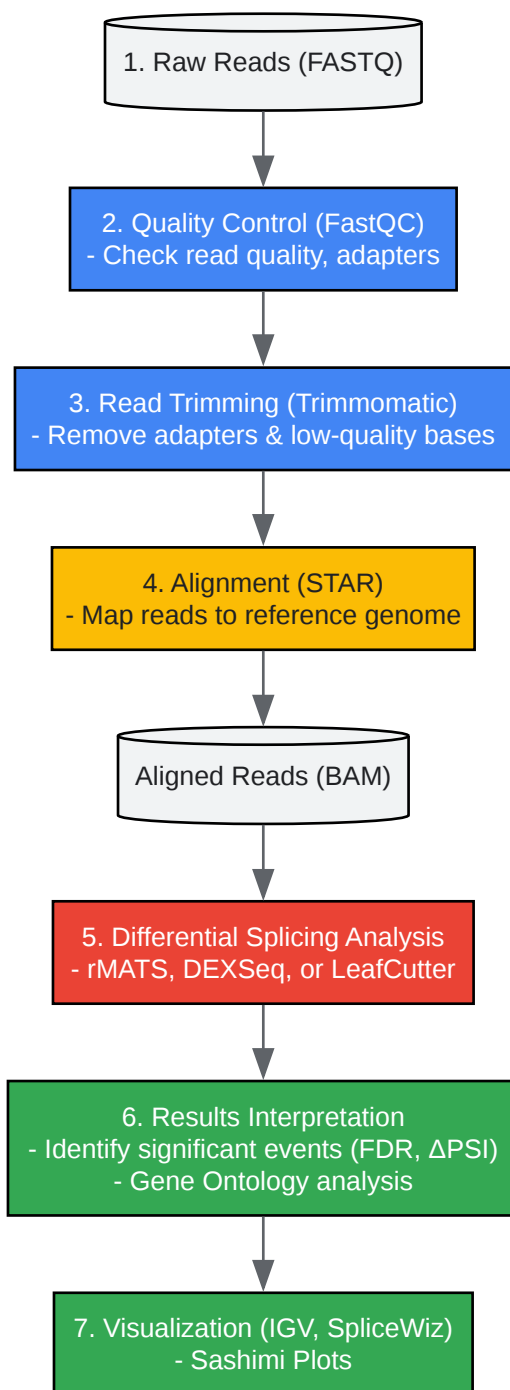 1. Raw Reads (FASTQ)
2. Quality Control (FastQC)
- Check read quality, adapters
3. Read Trimming (Trimmomatic)
- Remove adapters & low-quality bases
4. Alignment (STAR)
- Map reads to reference genome
Aligned Reads (BAM)
5. Differential Splicing Analysis
- rMATS, DEXSeq, or LeafCutter
6. Results Interpretation
- Identify significant events (FDR, ΔPSI)
- Gene Ontology analysis
7. Visualization (IGV, SpliceWiz)
- Sashimi Plots